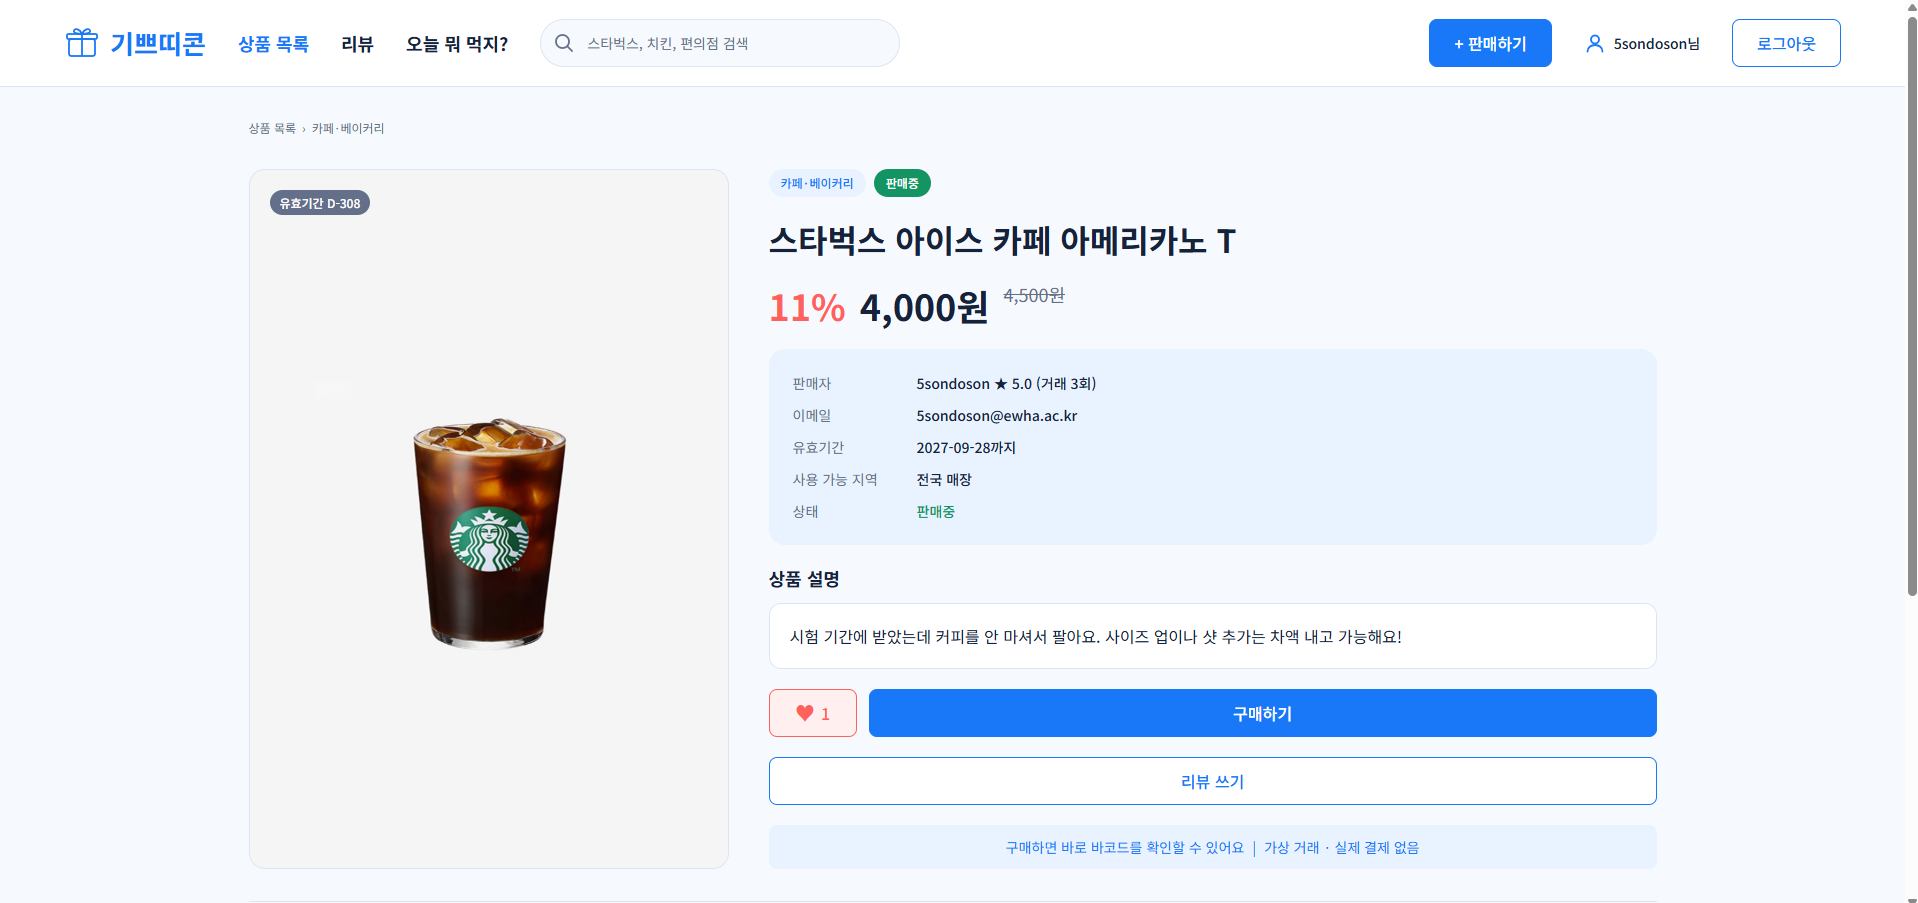 기쁘띠콘
상품 목록
리뷰
오늘 뭐 먹지?
스타벅스, 치킨, 편의점 검색
+ 판매하기
5sondoson님
로그아웃
상품 목록 › 카페·베이커리
유효기간 D-308
카페·베이커리
판매중
스타벅스 아이스 카페 아메리카노 T
11% 4,000원 4,500원
판매자 5sondoson ★ 5.0 (거래 3회)
이메일 5sondoson@ewha.ac.kr
유효기간 2027-09-28까지
사용 가능 지역 전국 매장
상태 판매중
상품 설명
시험 기간에 받았는데 커피를 안 마셔서 팔아요. 사이즈 업이나 샷 추가는 차액 내고 가능해요!
♥ 1
구매하기
리뷰 쓰기
구매하면 바로 바코드를 확인할 수 있어요 | 가상 거래 · 실제 결제 없음